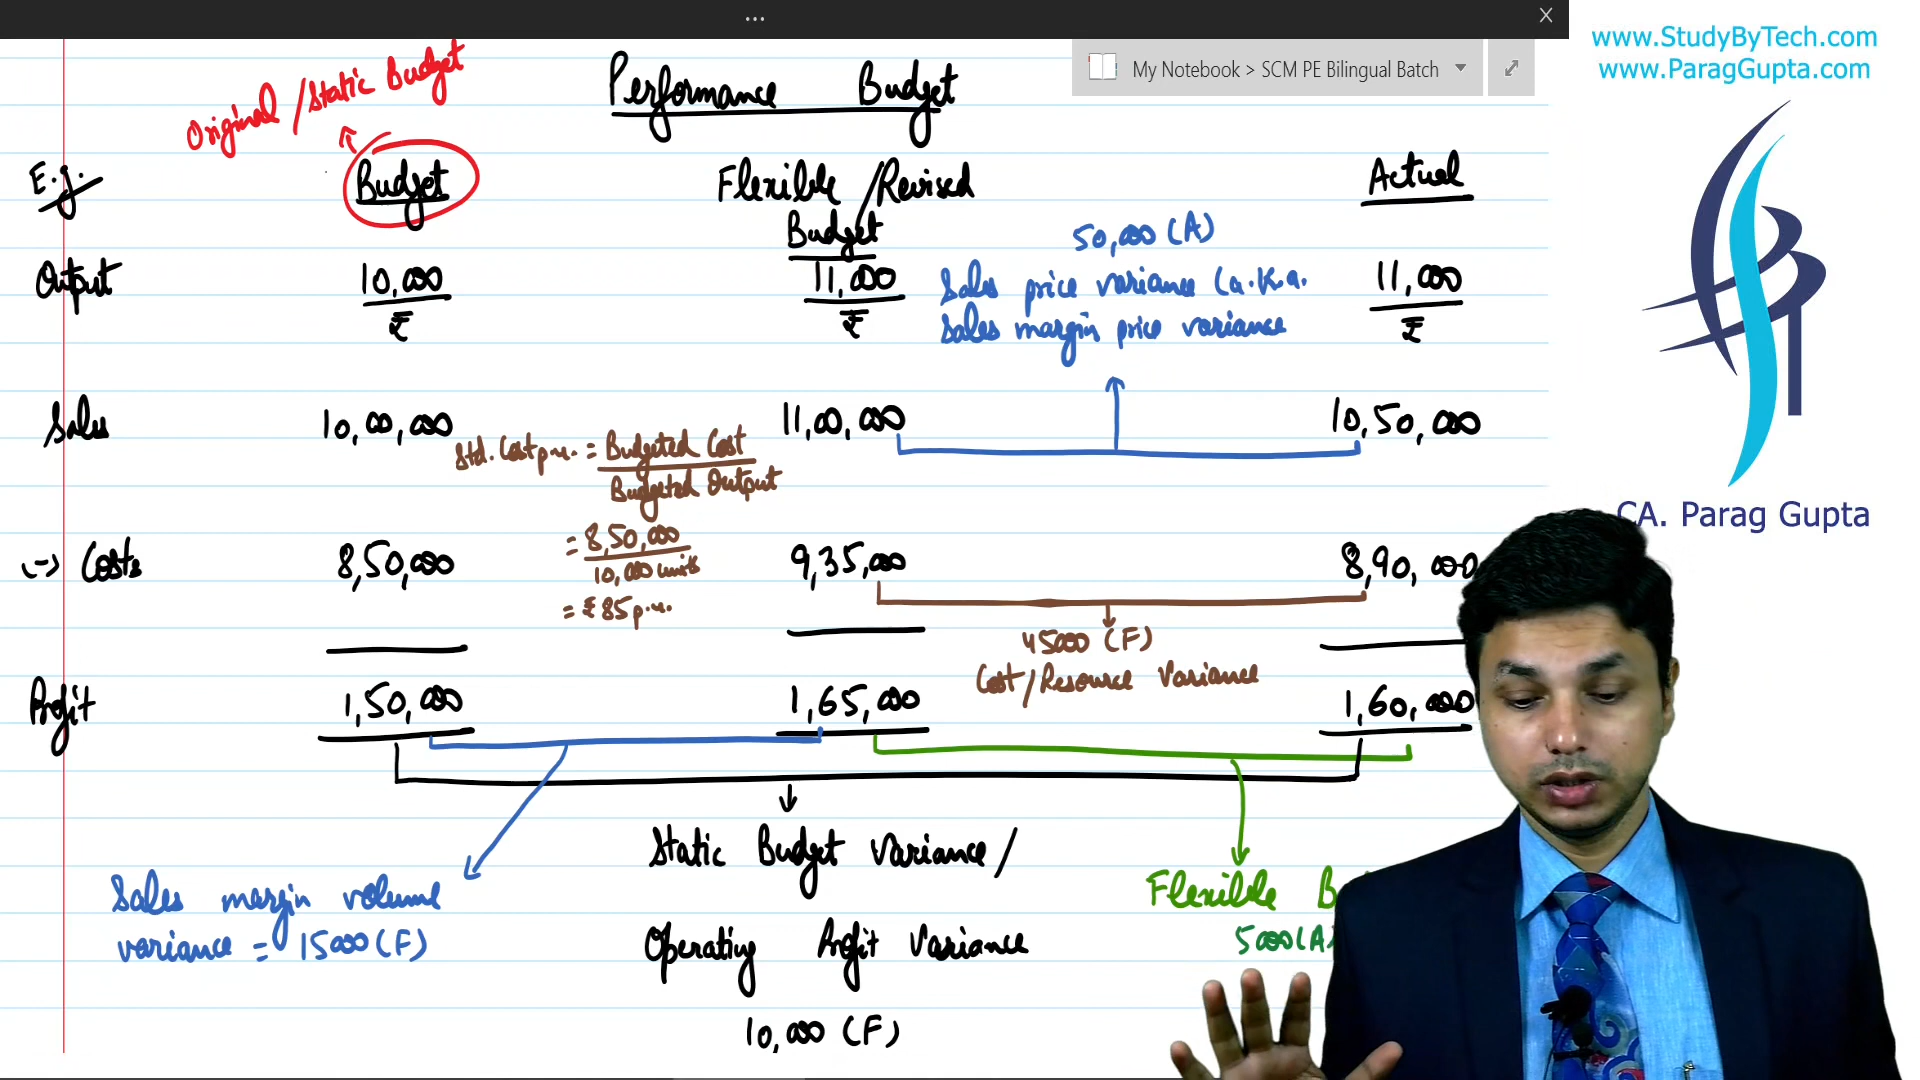 ... X
www.StudyByTech.com
www.ParagGupta.com
My Notebook > SCM PE Bilingual Batch
Original / Static Budget
Performance Budget
E.g. Budget Flexible / Revised Budget Actual
50,000 (A)
Output 10,000 11,000 11,000
Sales price variance (a.k.a.
Sales margin price variance
₹ ₹ ₹
Sales 10,00,000 11,00,000 10,50,000
Std. Cost p.u. = Budgeted Cost
Budgeted Output
CA. Parag Gupta
(-) Costs 8,50,000 9,35,000 8,90,000
= 8,50,000
10,000 units
= ₹ 85 p.u.
45000 (F)
Cost / Resource Variance
Profit 1,50,000 1,65,000 1,60,000
Static Budget Variance /
Operating Profit Variance
10,000 (F)
Sales margin volume
variance = 15000 (F)
Flexible
5000 (A)